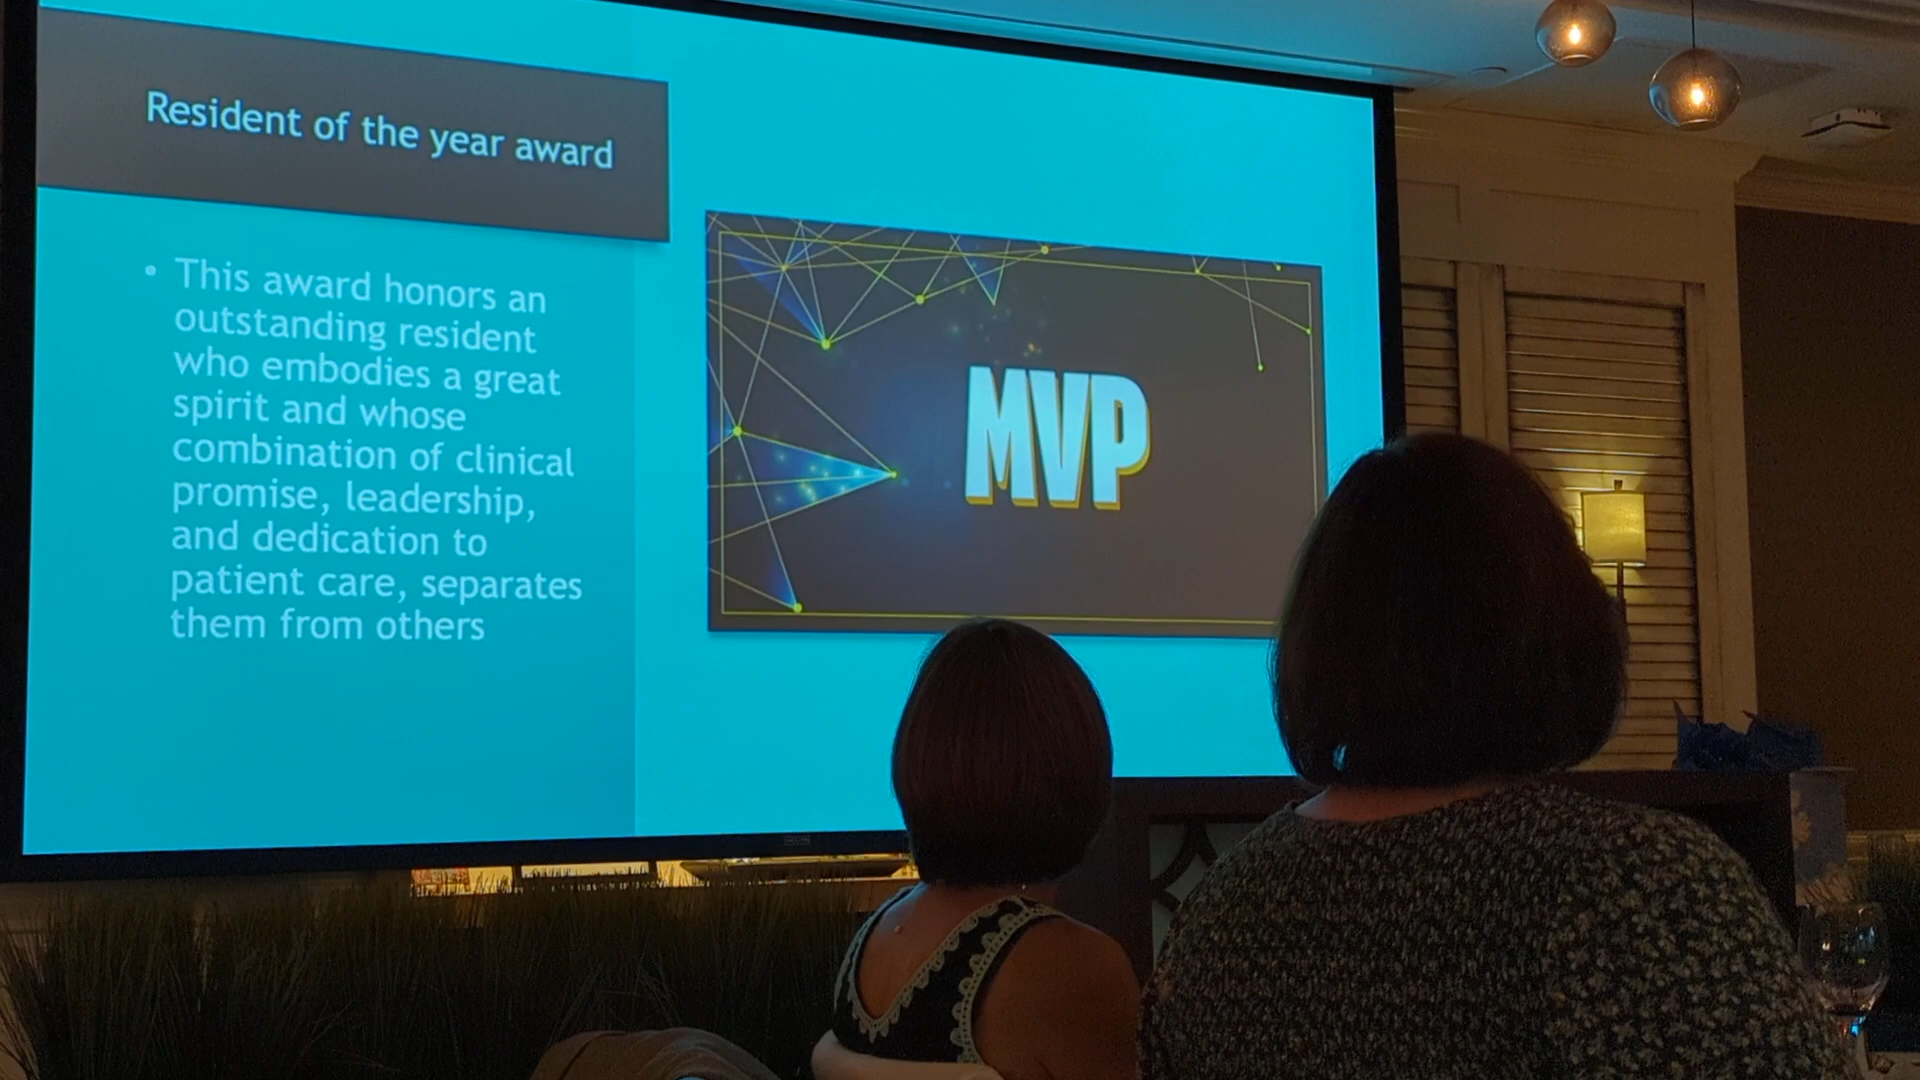 Resident of the year award
• This award honors an
outstanding resident
who embodies a great
spirit and whose
combination of clinical
promise, leadership,
and dedication to
patient care, separates
them from others
MVP